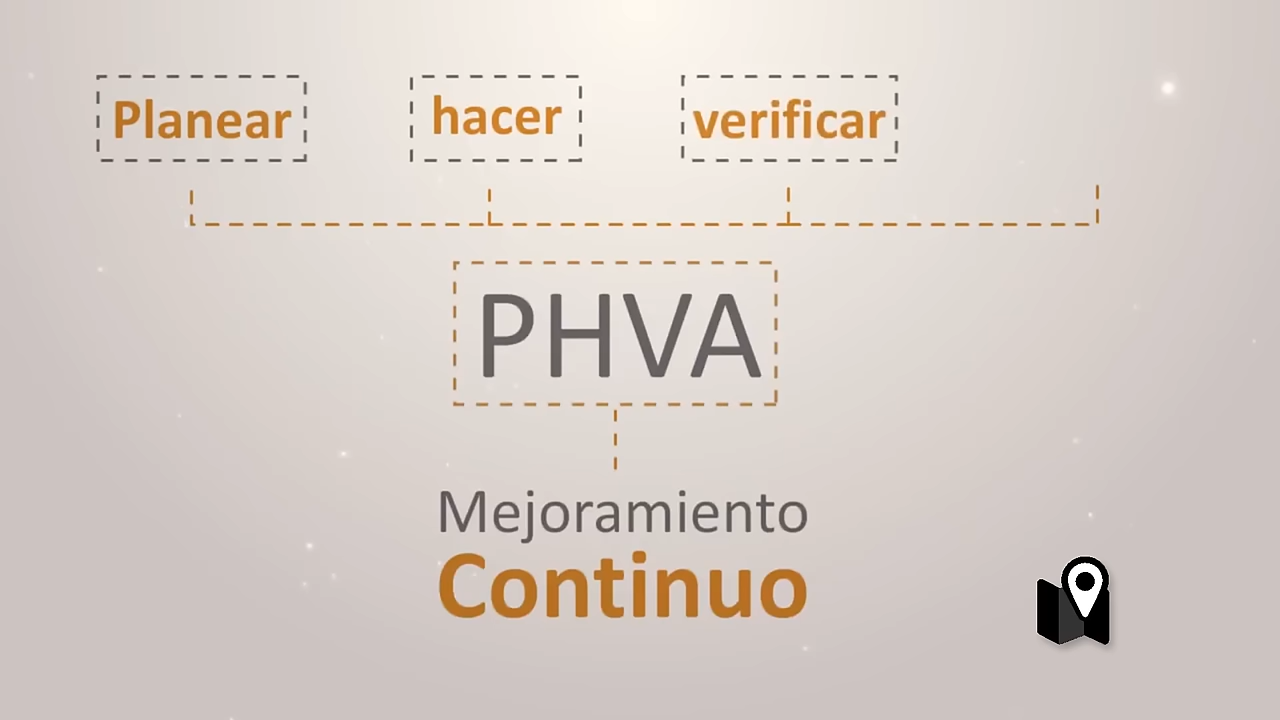 Planear
hacer
verificar
PHVA
Mejoramiento
Continuo